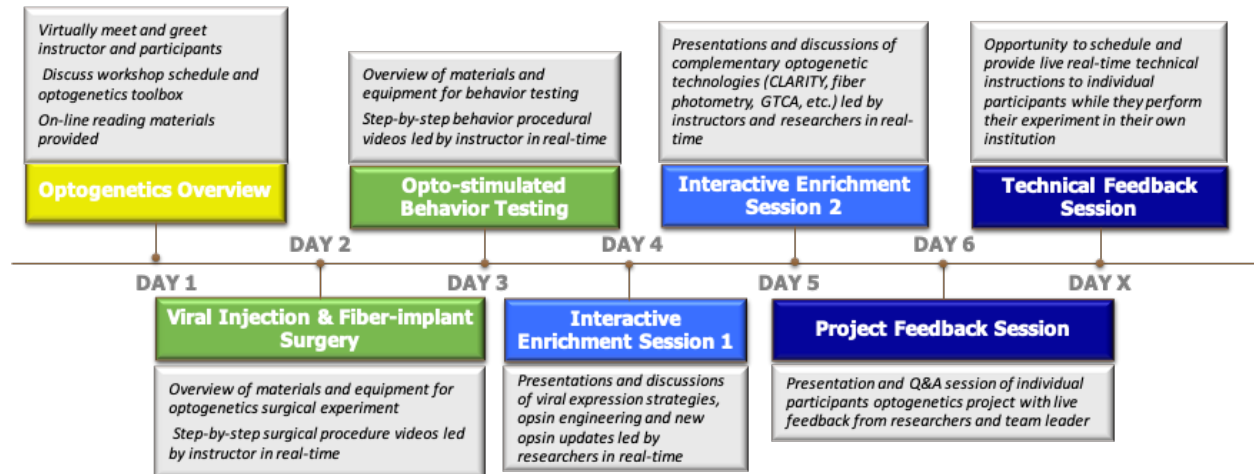 Virtually meet and greet
instructor and participants
Discuss workshop schedule and
optogenetics toolbox
On-line reading materials
provided
Optogenetics Overview
DAY 1
DAY 2
Viral Injection & Fiber-implant
Surgery
Overview of materials and equipment for
optogenetics surgical experiment
Step-by-step surgical procedure videos led
by instructor in real-time
Overview of materials and
equipment for behavior testing
Step-by-step behavior procedural
videos led by instructor in real-time
Opto-stimulated
Behavior Testing
DAY 3
DAY 4
Interactive
Enrichment Session 1
Presentations and discussions
of viral expression strategies,
opsin engineering and new
opsin updates led by
researchers in real-time
Presentations and discussions of
complementary optogenetic
technologies (CLARITY, fiber
photometry, GTCA, etc.) led by
instructors and researchers in real-
time
Interactive Enrichment
Session 2
DAY 5
DAY 6
Project Feedback Session
Presentation and Q&A session of individual
participants optogenetics project with live
feedback from researchers and team leader
Opportunity to schedule and
provide live real-time technical
instructions to individual
participants while they perform
their experiment in their own
institution
Technical Feedback
Session
DAY X